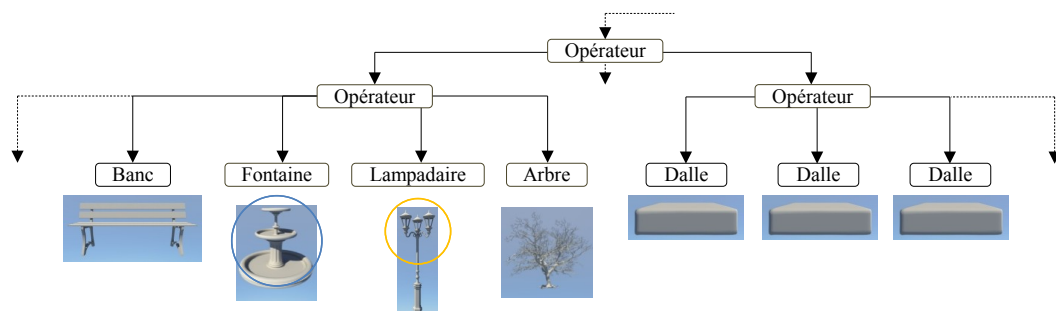 Opérateur
Opérateur
Opérateur
Banc
Fontaine
Lampadaire
Arbre
Dalle
Dalle
Dalle